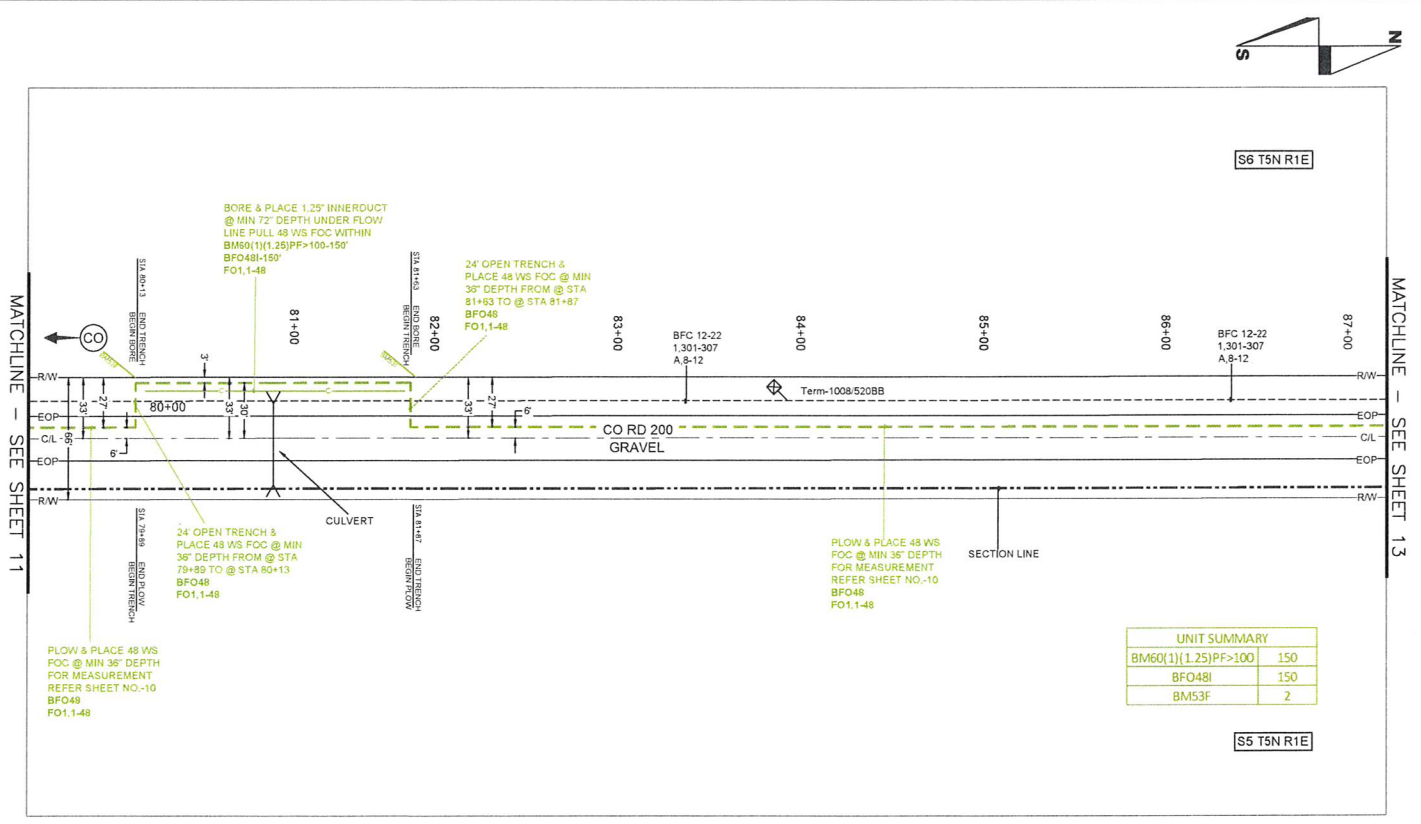 N
S
S6 T5N R1E
BORE & PLACE 1.25" INNERDUCT
@ MIN 72" DEPTH UNDER FLOW
LINE PULL 48 WS FOC WITHIN
BM60(1)(1.25)PF>100-150'
BFO48I-150'
FO1,1-48
24' OPEN TRENCH &
PLACE 48 WS FOC @ MIN
36" DEPTH FROM @ STA
81+63 TO @ STA 81+87
BFO48
FO1,1-48
STA 80+13 END TRENCH
BEGIN BORE
STA 81+63 END BORE
BEGIN TRENCH
MATCHLINE - SEE SHEET 11
MATCHLINE - SEE SHEET 13
CO
80+00
81+00
82+00
83+00
84+00
85+00
86+00
87+00
BFC 12-22
1,301-307
A,8-12
BFC 12-22
1,301-307
A,8-12
Term-1008/520BB
R/W
EOP
C/L
EOP
R/W
R/W
EOP
C/L
EOP
R/W
66'
33'
27'
6'
3'
33'
30'
33'
27'
6'
CO RD 200
GRAVEL
CULVERT
SECTION LINE
STA 79+89 END PLOW
BEGIN TRENCH
STA 81+87 END TRENCH
BEGIN PLOW
24' OPEN TRENCH &
PLACE 48 WS FOC @ MIN
36" DEPTH FROM @ STA
79+89 TO @ STA 80+13
BFO48
FO1,1-48
PLOW & PLACE 48 WS
FOC @ MIN 36" DEPTH
FOR MEASUREMENT
REFER SHEET NO.-10
BFO48
FO1,1-48
PLOW & PLACE 48 WS
FOC @ MIN 36" DEPTH
FOR MEASUREMENT
REFER SHEET NO.-10
BFO48
FO1,1-48
UNIT SUMMARY
BM60(1)(1.25)PF>100 150
BFO48I 150
BM53F 2
S5 T5N R1E